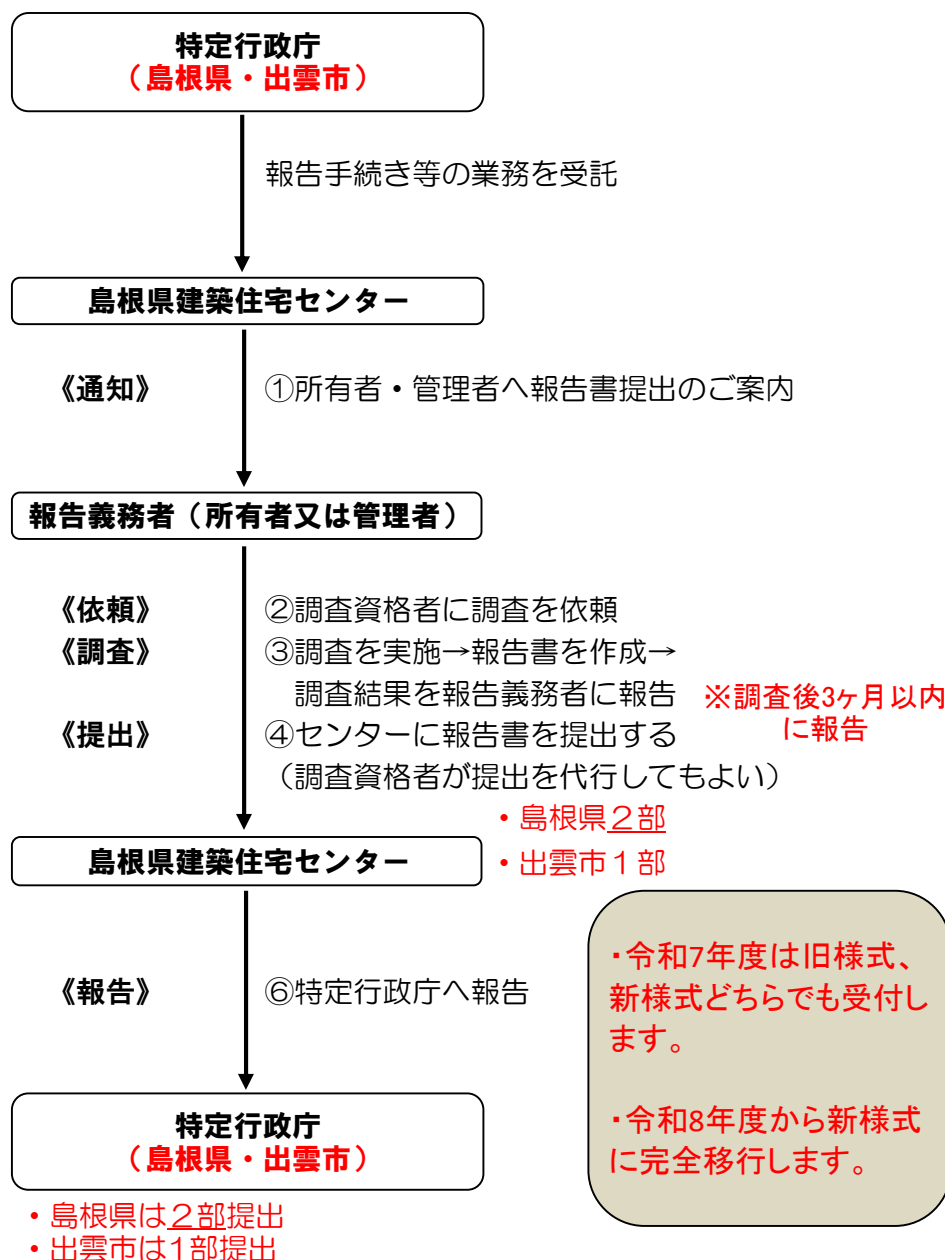 特定行政庁
（島根県・出雲市）
報告手続き等の業務を受託
島根県建築住宅センター
《通知》 ①所有者・管理者へ報告書提出のご案内
報告義務者（所有者又は管理者）
《依頼》 ②調査資格者に調査を依頼
《調査》 ③調査を実施→報告書を作成→
調査結果を報告義務者に報告
※調査後3ヶ月以内
に報告
《提出》 ④センターに報告書を提出する
（調査資格者が提出を代行してもよい）
・島根県２部
・出雲市１部
島根県建築住宅センター
《報告》 ⑥特定行政庁へ報告
・令和7年度は旧様式、
新様式どちらでも受付し
ます。
・令和8年度から新様式
に完全移行します。
特定行政庁
（島根県・出雲市）
・島根県は２部提出
・出雲市は1部提出